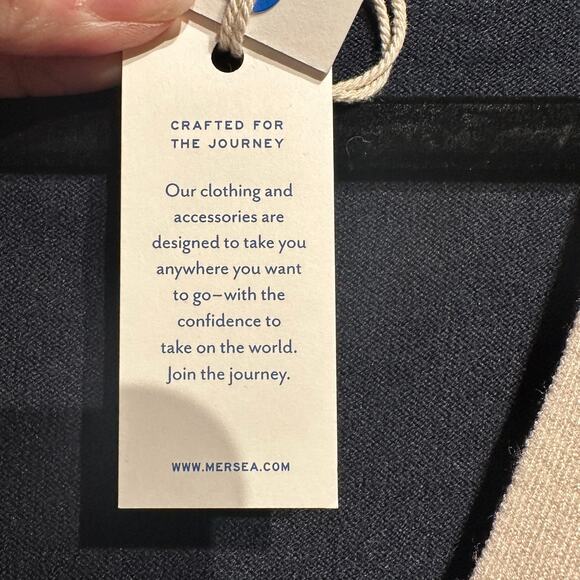 CRAFTED FOR
THE JOURNEY
Our clothing and
accessories are
designed to take you
anywhere you want
to go–with the
confidence to
take on the world.
Join the journey.
WWW.MERSEA.COM